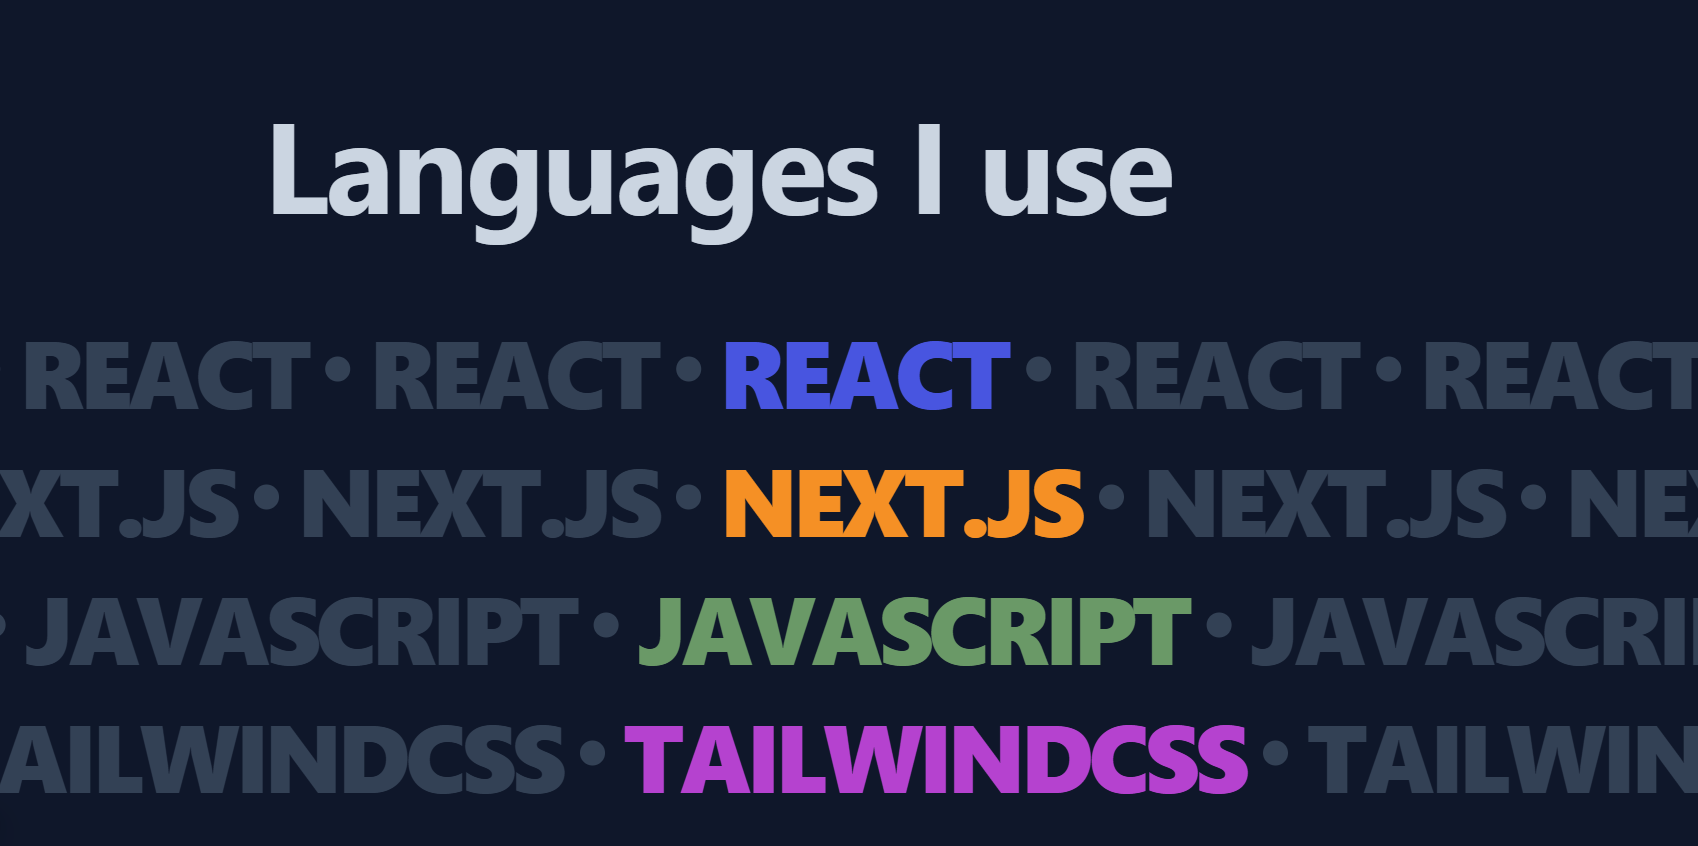 Languages I use
REACT • REACT • REACT • REACT • REACT
XT.JS • NEXT.JS • NEXT.JS • NEXT.JS • NEX
• JAVASCRIPT • JAVASCRIPT • JAVASCRI
AILWINDCSS • TAILWINDCSS • TAILWIN